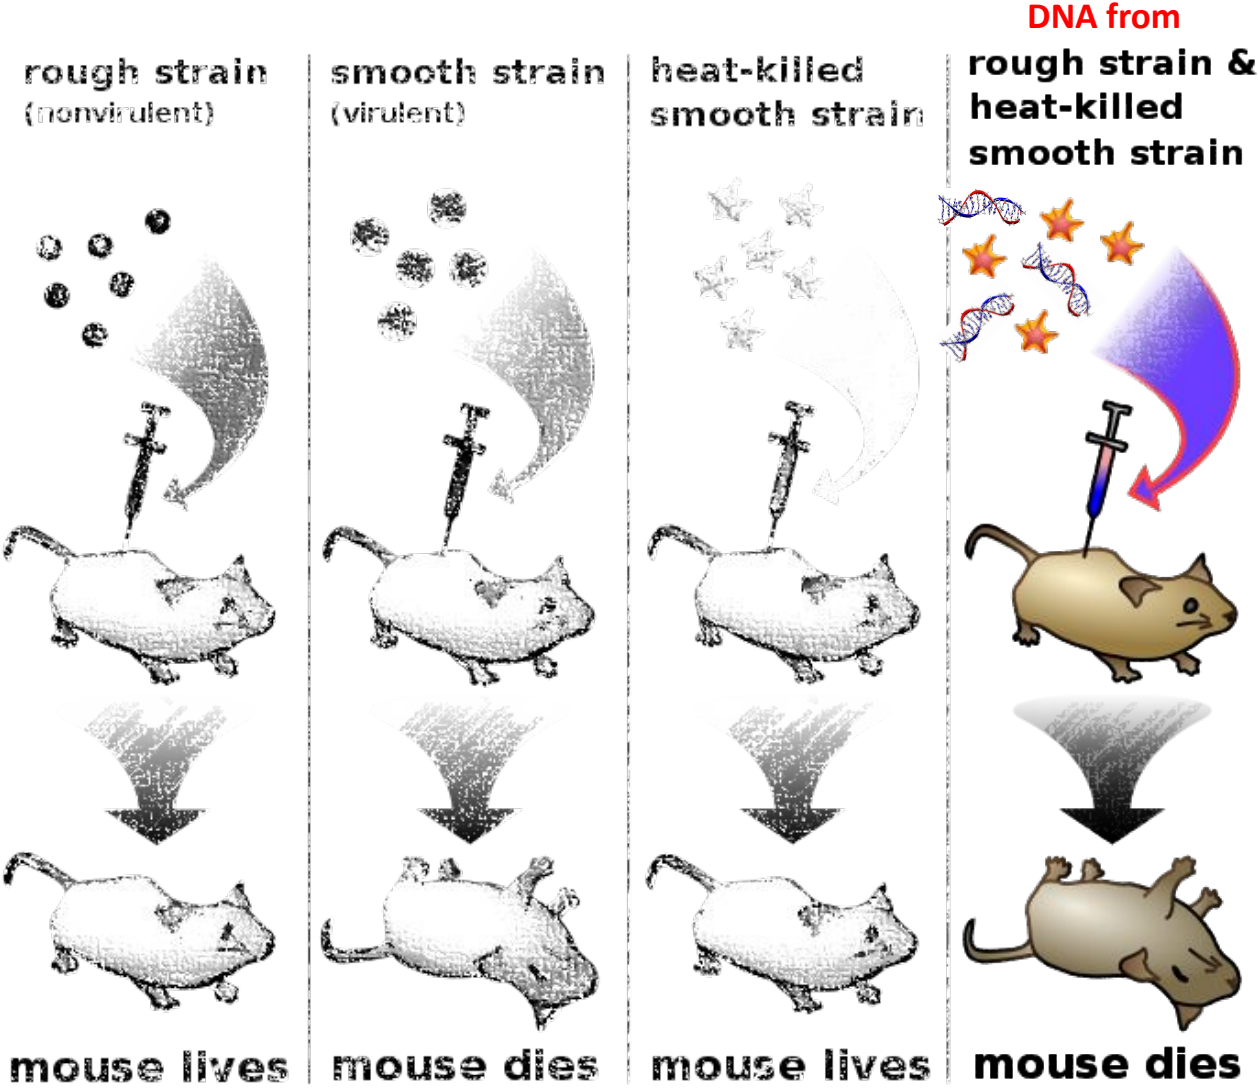 rough strain
(nonvirulent)
smooth strain
(virulent)
heat-killed
smooth strain
DNA from
rough strain &
heat-killed
smooth strain
mouse lives
mouse dies
mouse lives
mouse dies